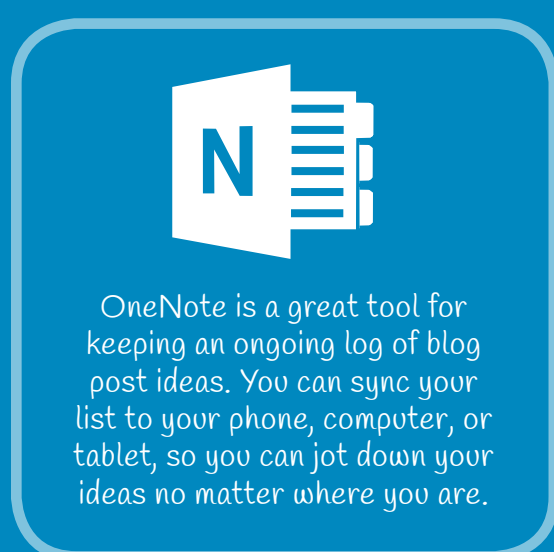 N
OneNote is a great tool for
keeping an ongoing log of blog
post ideas. You can sync your
list to your phone, computer, or
tablet, so you can jot down your
ideas no matter where you are.